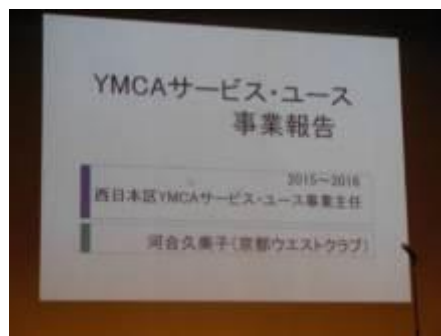 YMCAサービス・ユース
事業報告
2015～2016
西日本区YMCAサービス・ユース事業主任
河合久美子(京都ウエストクラブ)